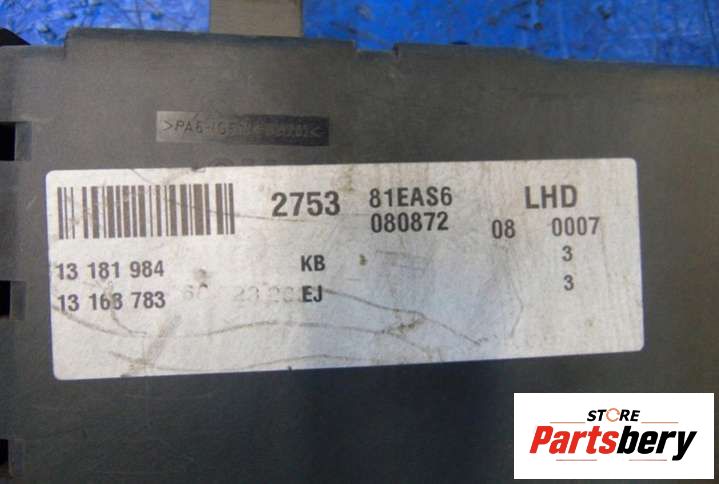 2753 81EAS6 LHD
080872 08 0007
13 181 984 KB 3
13 168 783 EJ 3
STORE
Partsbery